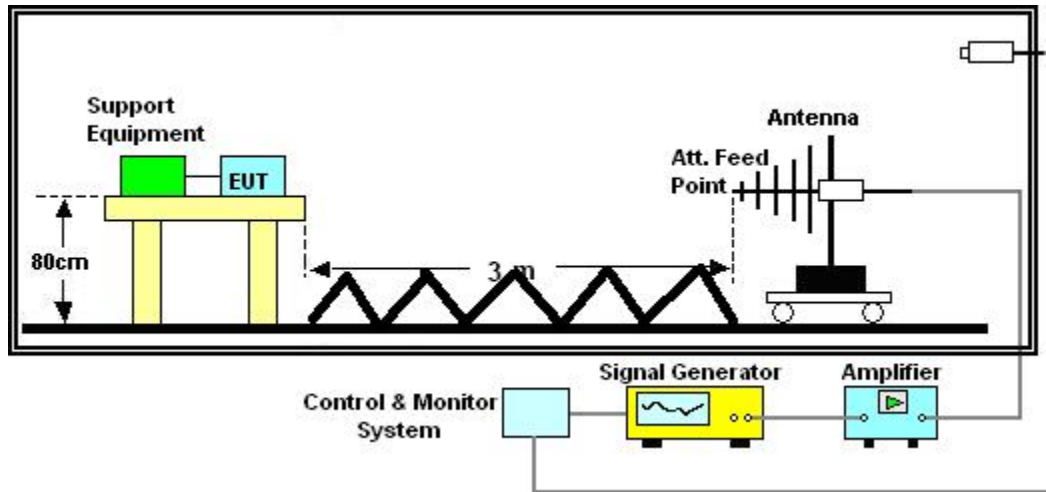 Support
Equipment
EUT
80cm
3 m
Antenna
Att. Feed
Point
Signal Generator
Amplifier
Control & Monitor
System